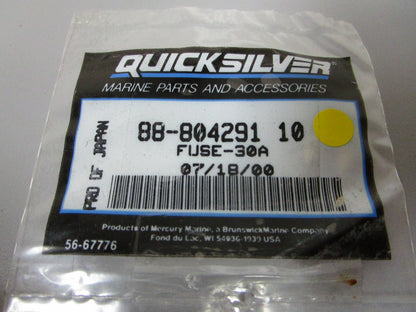 QUICKSILVER
MARINE PARTS AND ACCESSORIES
88-804291 10
FUSE-30A
07/18/00
PRO OF JAPAN
Products of Mercury Marine, a Brunswick Marine Company
Fond du Lac, WI 54936-1939 USA
56-67776